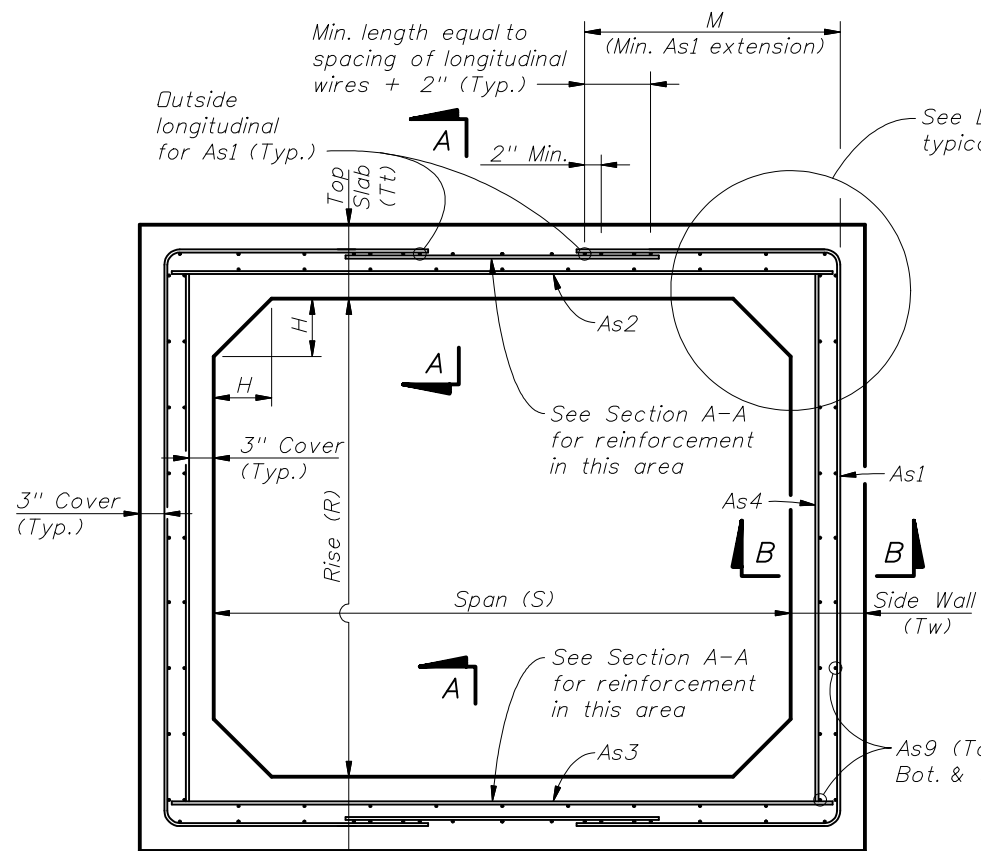 M
(Min. As1 extension)
Min. length equal to
spacing of longitudinal
wires + 2" (Typ.)
Outside
longitudinal
for As1 (Typ.)
A
2" Min.
See
typic
Top
Slab
(Tt)
As2
H
H
A
See Section A-A
for reinforcement
in this area
3" Cover
(Typ.)
As1
As4
3" Cover
(Typ.)
Rise (R)
B
B
Span (S)
Side Wall
(Tw)
See Section A-A
for reinforcement
in this area
A
As3
As9 (To
Bot. &